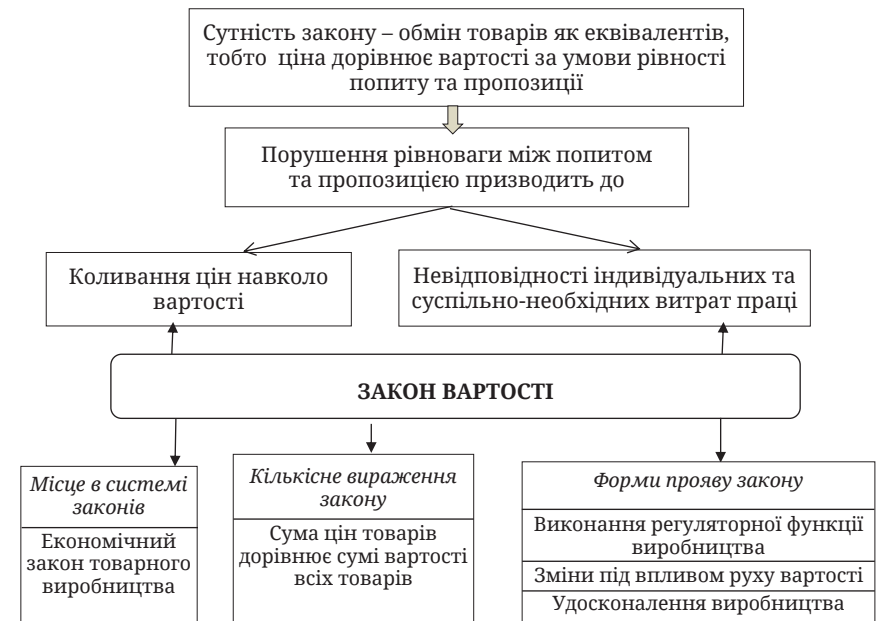 Сутність закону – обмін товарів як еквівалентів,
тобто ціна дорівнює вартості за умови рівності
попиту та пропозиції
Порушення рівноваги між попитом
та пропозицією призводить до
Коливання цін навколо
вартості
Невідповідності індивідуальних та
суспільно-необхідних витрат праці
ЗАКОН ВАРТОСТІ
Місце в системі
законів
Економічний
закон товарного
виробництва
Кількісне вираження
закону
Сума цін товарів
дорівнює сумі вартості
всіх товарів
Форми прояву закону
Виконання регуляторної функції
виробництва
Зміни під впливом руху вартості
Удосконалення виробництва